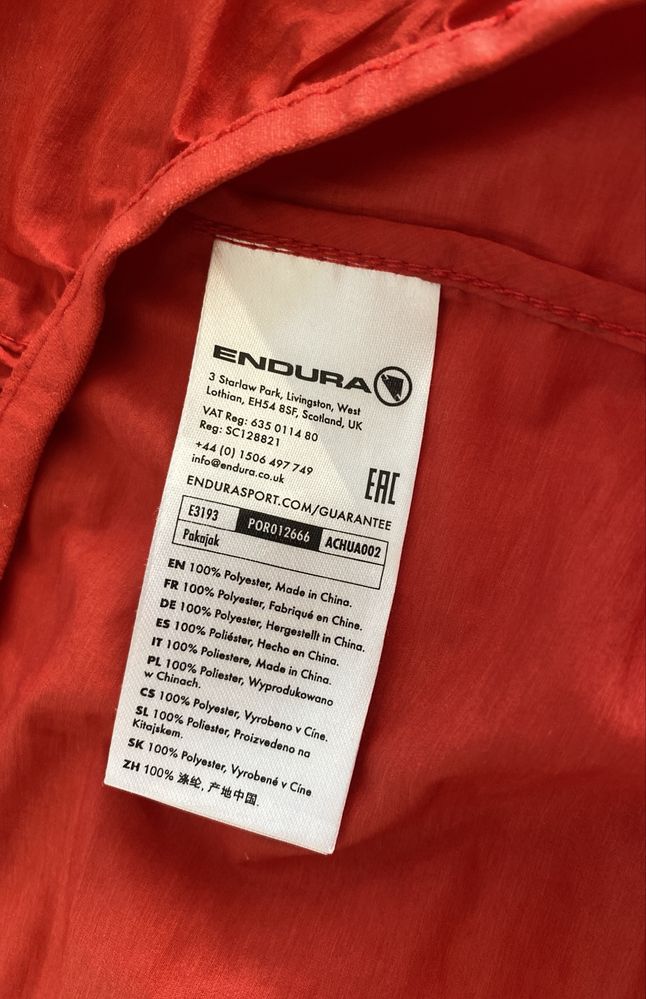 ENDURA
3 Starlaw Park, Livingston, West
Lothian, EH54 8SF, Scotland, UK
VAT Reg: 635 0114 80
Reg: SC128821
+44 (0) 1506 497 749
info@endura.co.uk
EAC
ENDURASPORT.COM/GUARANTEE
E3193 POR012666 ACHUA002
Pakajak
EN 100% Polyester, Made in China.
FR 100% Polyester, Fabriqué en Chine.
DE 100% Polyester, Hergestellt in China.
ES 100% Poliéster, Hecho en China.
IT 100% Poliestere, Made in China.
PL 100% Polyester, Wyprodukowano
w Chinach.
CS 100% Polyester, Vyrobeno v Číne.
SL 100% Poliester, Proizvedeno na
Kitajskem.
SK 100% Polyester, Vyrobené v Číne
ZH 100% 涤纶, 产地中国.